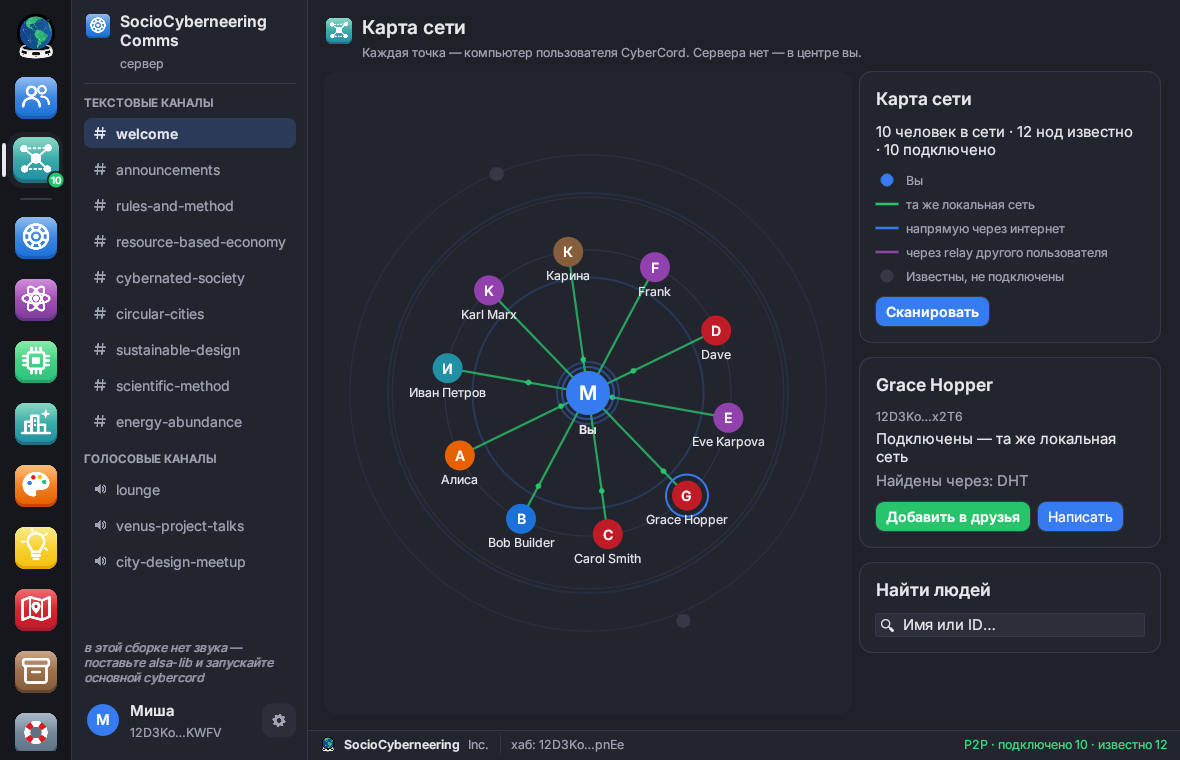 SocioCyberneering
Comms
сервер
10
ТЕКСТОВЫЕ КАНАЛЫ
# welcome
# announcements
# rules-and-method
# resource-based-economy
# cybernated-society
# circular-cities
# sustainable-design
# scientific-method
# energy-abundance
ГОЛОСОВЫЕ КАНАЛЫ
lounge
venus-project-talks
city-design-meetup
в этой сборке нет звука —
поставьте alsa-lib и запускайте
основной cybercord
М
Миша
12D3Ko...KWFV
Карта сети
Каждая точка — компьютер пользователя CyberCord. Сервера нет — в центре вы.
К
Карина
F
Frank
K
Karl Marx
D
Dave
И
Иван Петров
М
Вы
E
Eve Karpova
А
Алиса
G
Grace Hopper
B
Bob Builder
C
Carol Smith
Карта сети
10 человек в сети · 12 нод известно
· 10 подключено
Вы
та же локальная сеть
напрямую через интернет
через relay другого пользователя
Известны, не подключены
Сканировать
Grace Hopper
12D3Ko...x2T6
Подключены — та же локальная
сеть
Найдены через: DHT
Добавить в друзья
Написать
Найти людей
Имя или ID...
SocioCyberneering Inc.
хаб: 12D3Ko...pnEe
P2P · подключено 10 · известно 12